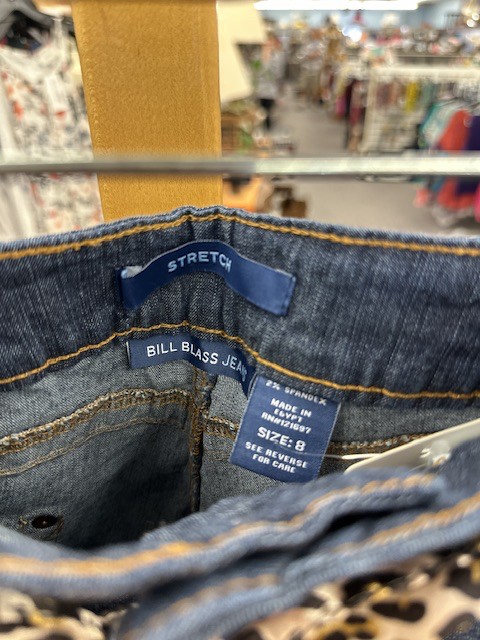 STRETCH
BILL BLASS JEANS
2% SPANDEX
MADE IN
EGYPT
RN#121697
SIZE: 8
SEE REVERSE
FOR CARE